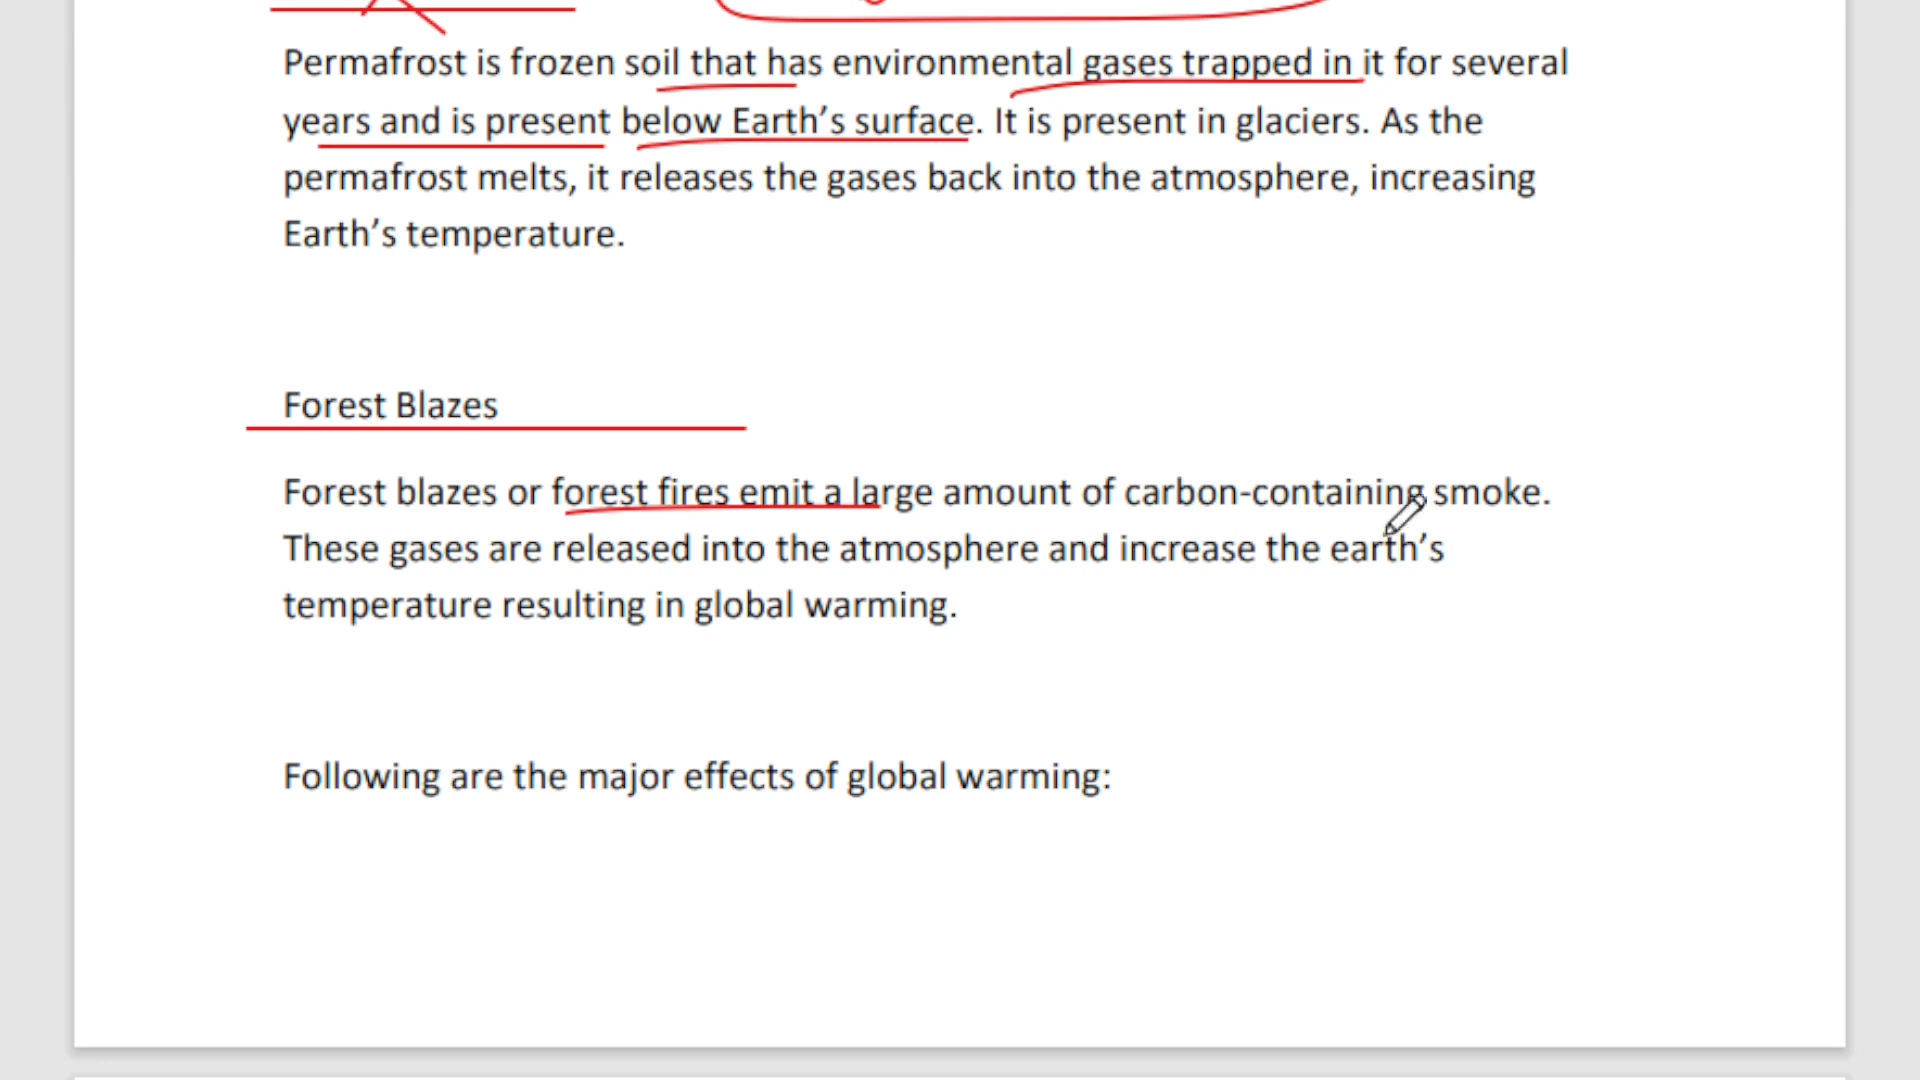 Permafrost is frozen soil that has environmental gases trapped in it for several
years and is present below Earth’s surface. It is present in glaciers. As the
permafrost melts, it releases the gases back into the atmosphere, increasing
Earth’s temperature.
Forest Blazes
Forest blazes or forest fires emit a large amount of carbon-containing smoke.
These gases are released into the atmosphere and increase the earth’s
temperature resulting in global warming.
Following are the major effects of global warming: